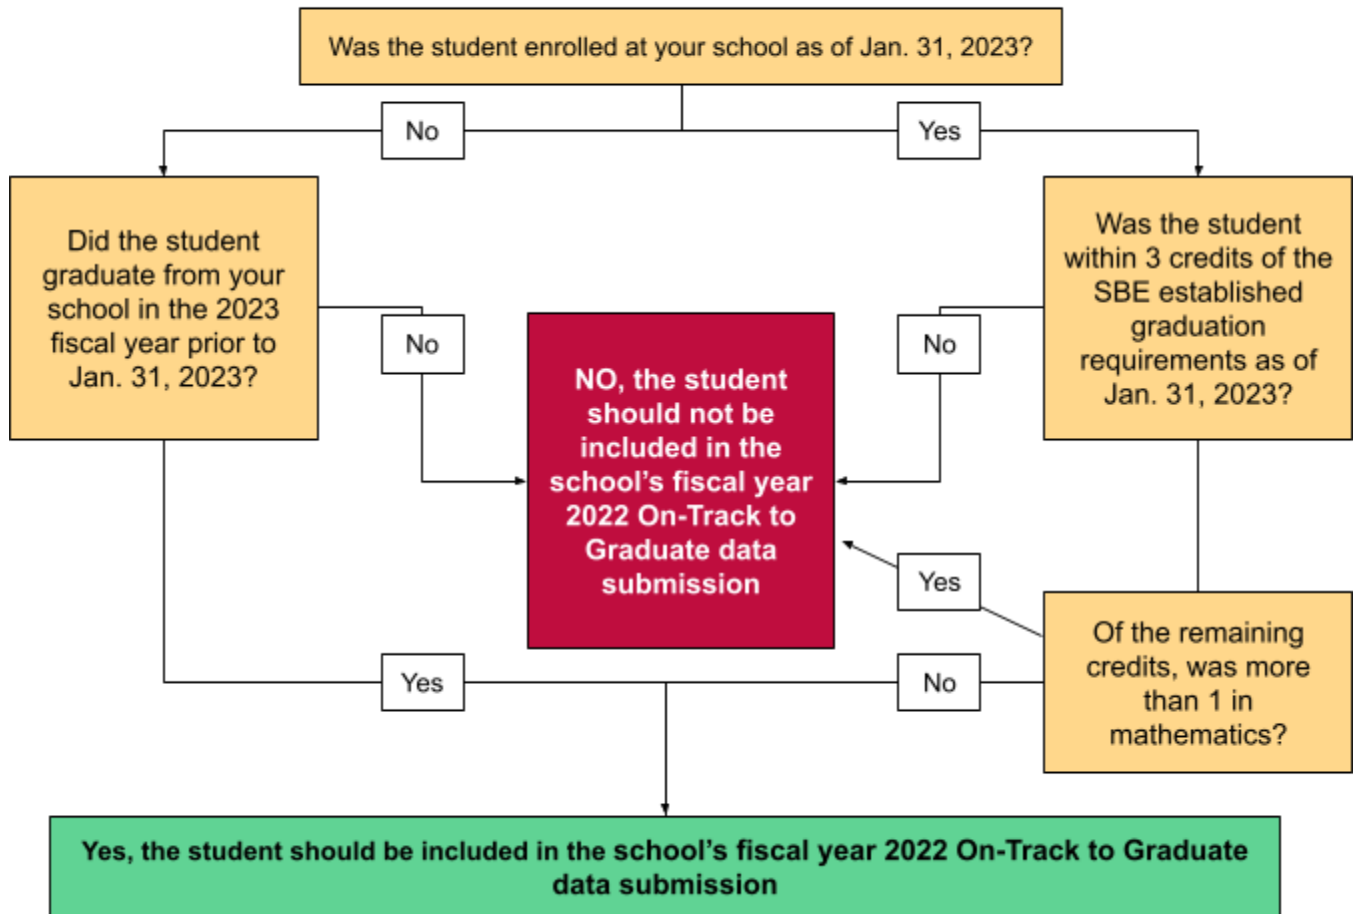 Was the student enrolled at your school as of Jan. 31, 2023?
No
Yes
Did the student
graduate from your
school in the 2023
fiscal year prior to
Jan. 31, 2023?
Was the student
within 3 credits of the
SBE established
graduation
requirements as of
Jan. 31, 2023?
No
No
NO, the student
should not be
included in the
school's fiscal year
2022 On-Track to
Graduate data
submission
Yes
Of the remaining
credits, was more
than 1 in
mathematics?
Yes
No
Yes, the student should be included in the school's fiscal year 2022 On-Track to Graduate
data submission